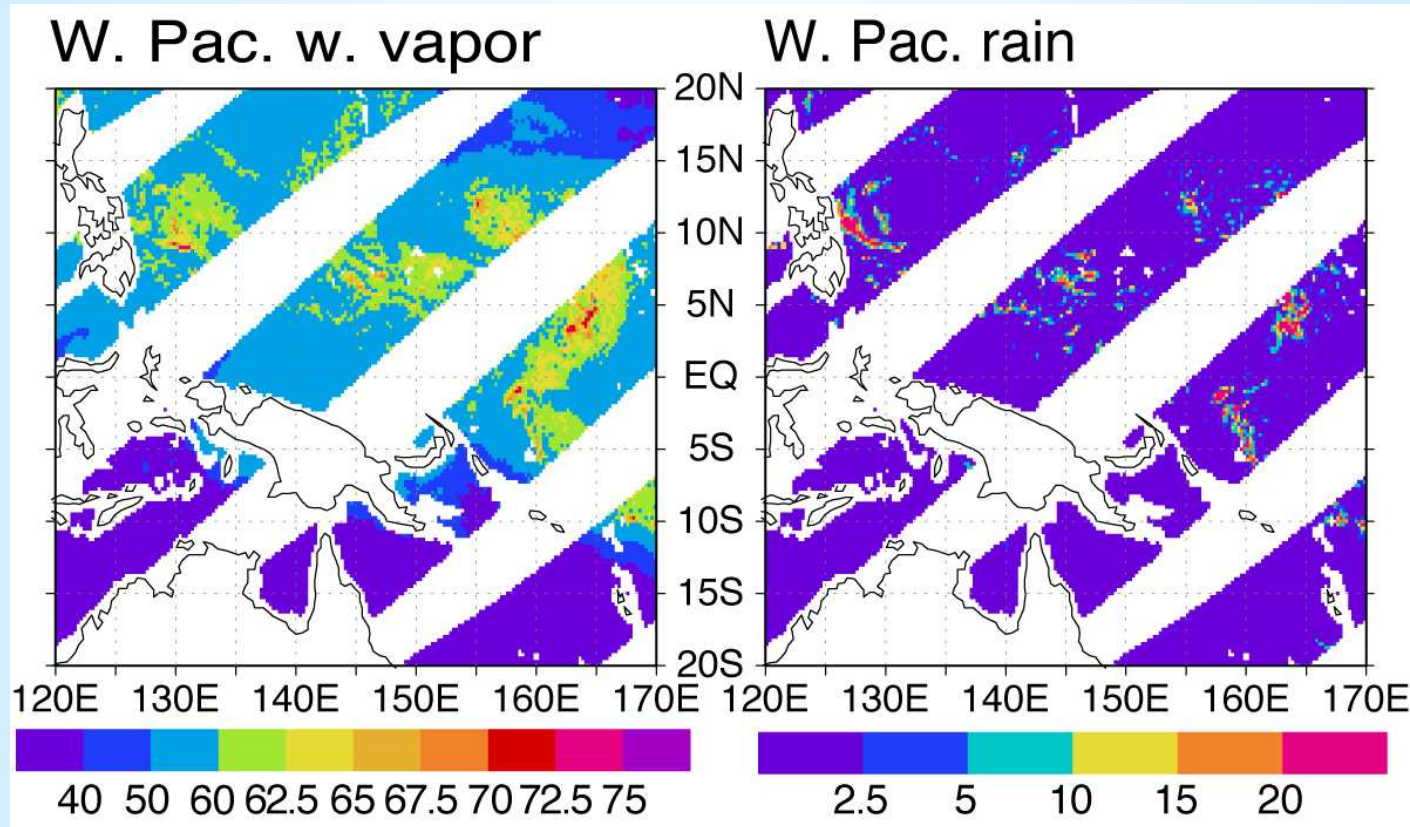 W. Pac. w. vapor
W. Pac. rain
20N
15N
10N
5N
EQ
5S
10S
15S
20S
120E 130E 140E 150E 160E 170E
120E 130E 140E 150E 160E 170E
40 50 60 62.5 65 67.5 70 72.5 75
2.5 5 10 15 20